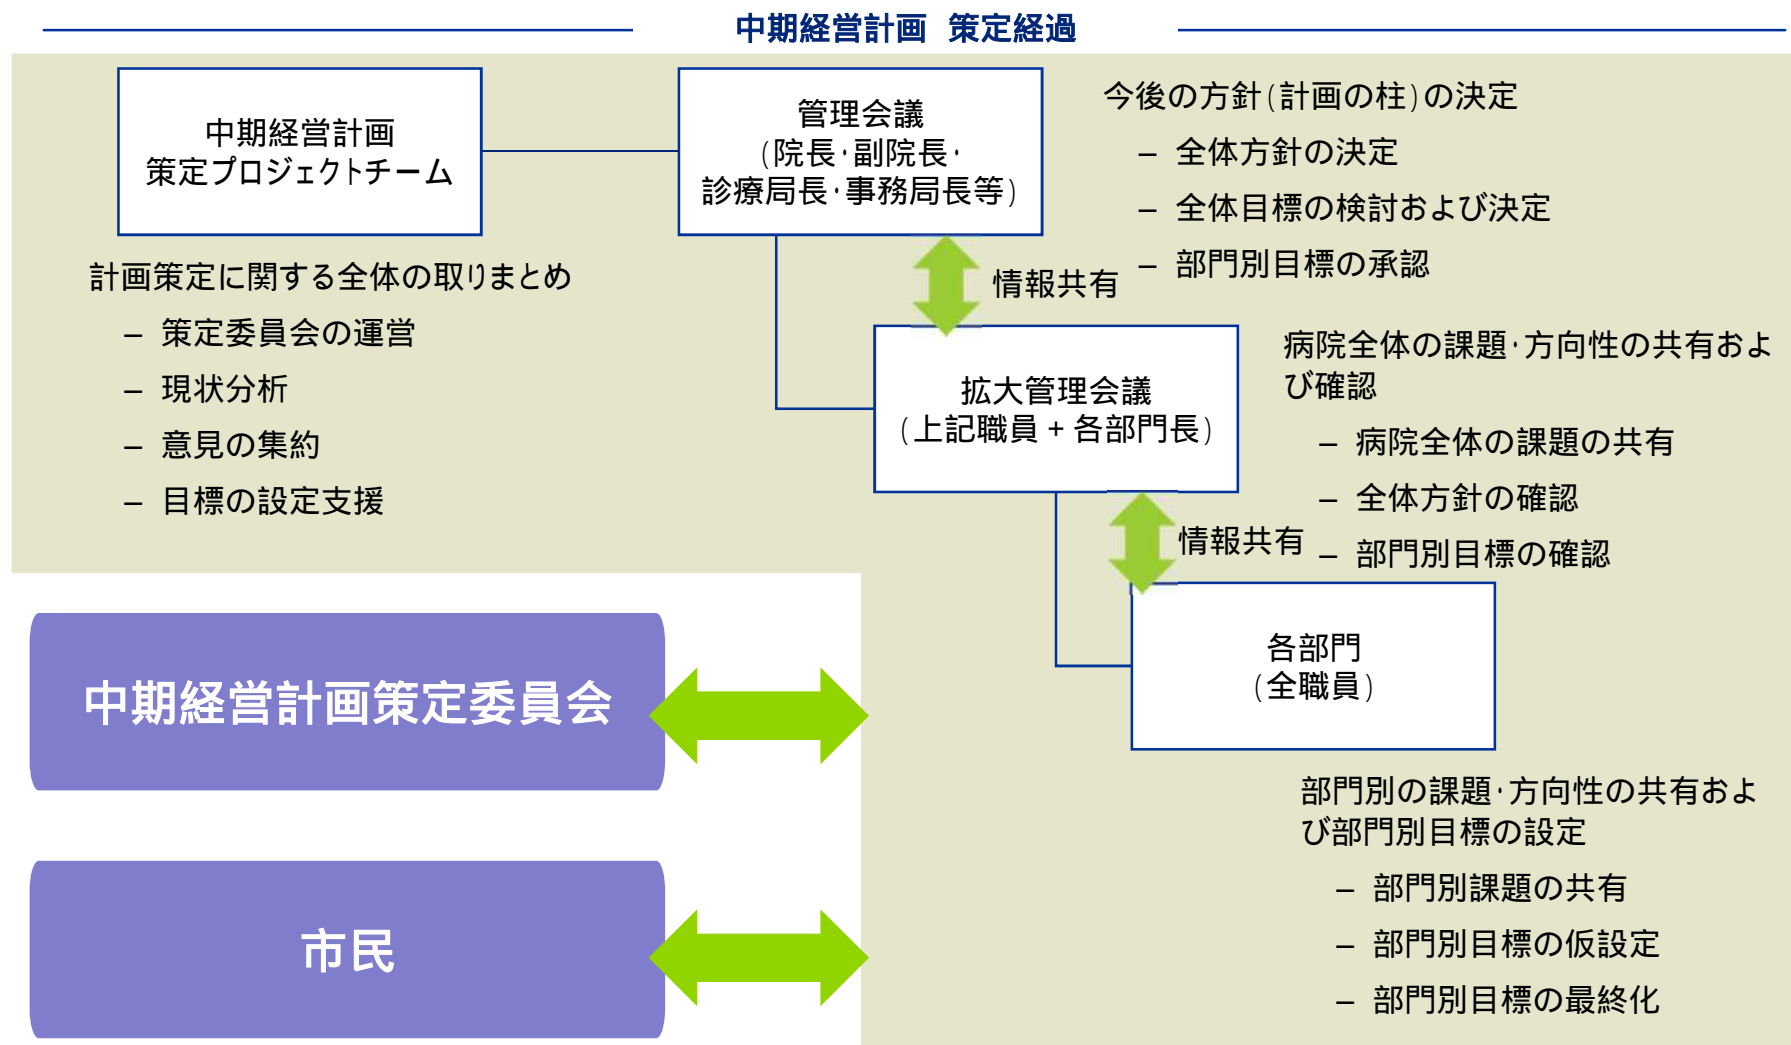 中期経営計画　策定経過
中期経営計画
策定プロジェクトチーム
管理会議
(院長・副院長・
診療局長・事務局長等)
今後の方針(計画の柱)の決定
– 全体方針の決定
– 全体目標の検討および決定
– 部門別目標の承認
計画策定に関する全体の取りまとめ
– 策定委員会の運営
– 現状分析
– 意見の集約
– 目標の設定支援
情報共有
拡大管理会議
(上記職員+各部門長)
病院全体の課題・方向性の共有およ
び確認
– 病院全体の課題の共有
– 全体方針の確認
– 部門別目標の確認
情報共有
各部門
(全職員)
中期経営計画策定委員会
部門別の課題・方向性の共有およ
び部門別目標の設定
– 部門別課題の共有
– 部門別目標の仮設定
– 部門別目標の最終化
市民